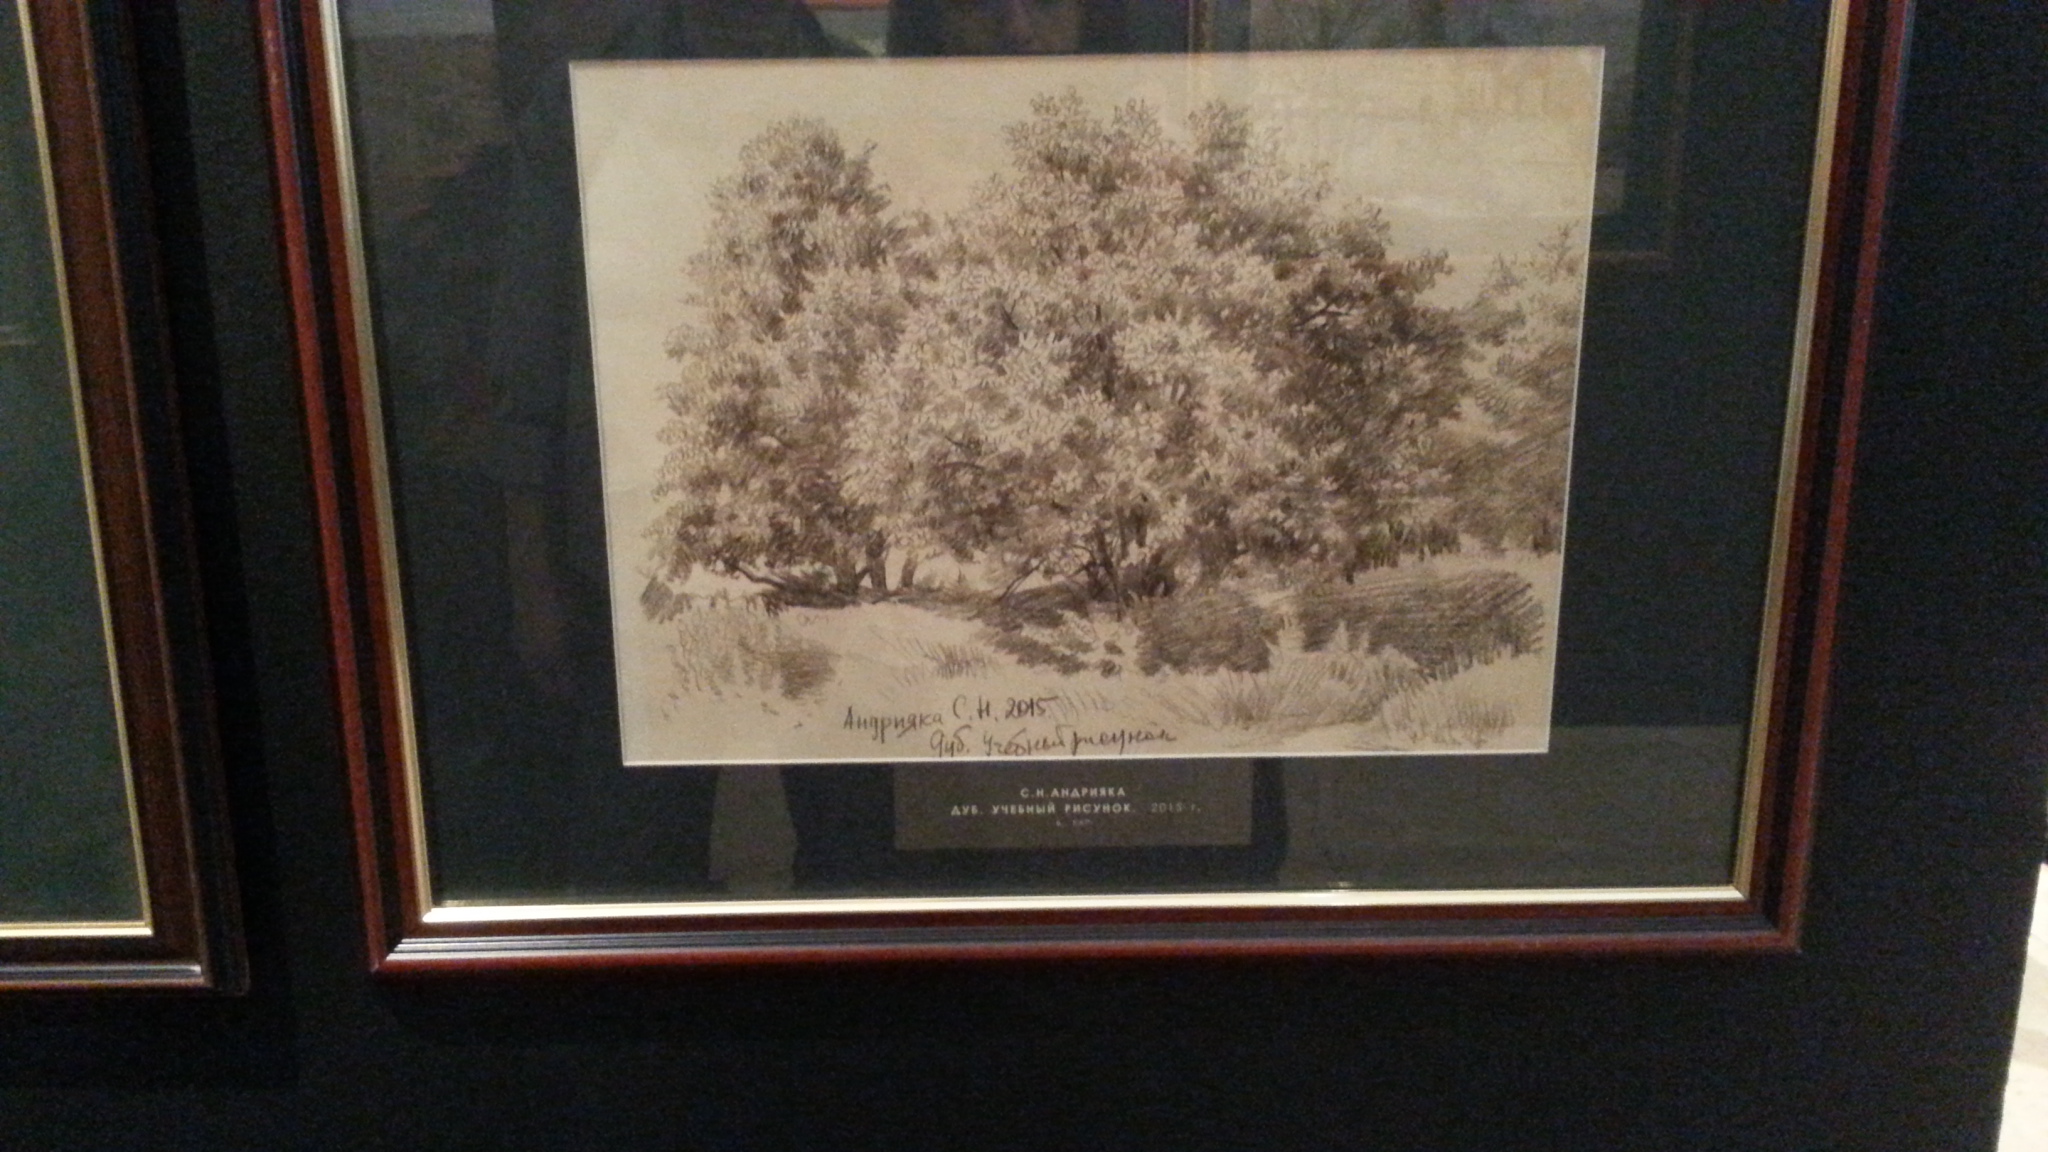 Андрияка С.Н. 2015
Дуб. Учебный рисунок
С.Н.АНДРИЯКА
ДУБ. УЧЕБНЫЙ РИСУНОК. 2015 г.